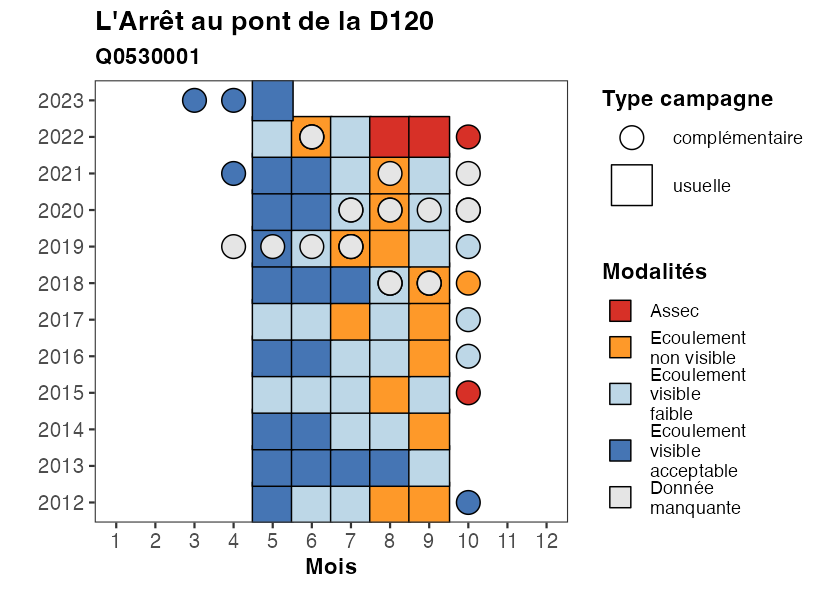 L'Arrêt au pont de la D120
Q0530001
2023
2022
2021
2020
2019
2018
2017
2016
2015
2014
2013
2012
1 2 3 4 5 6 7 8 9 10 11 12
Mois
Type campagne
complémentaire
usuelle
Modalités
Assec
Ecoulement
non visible
Ecoulement
visible
faible
Ecoulement
visible
acceptable
Donnée
manquante